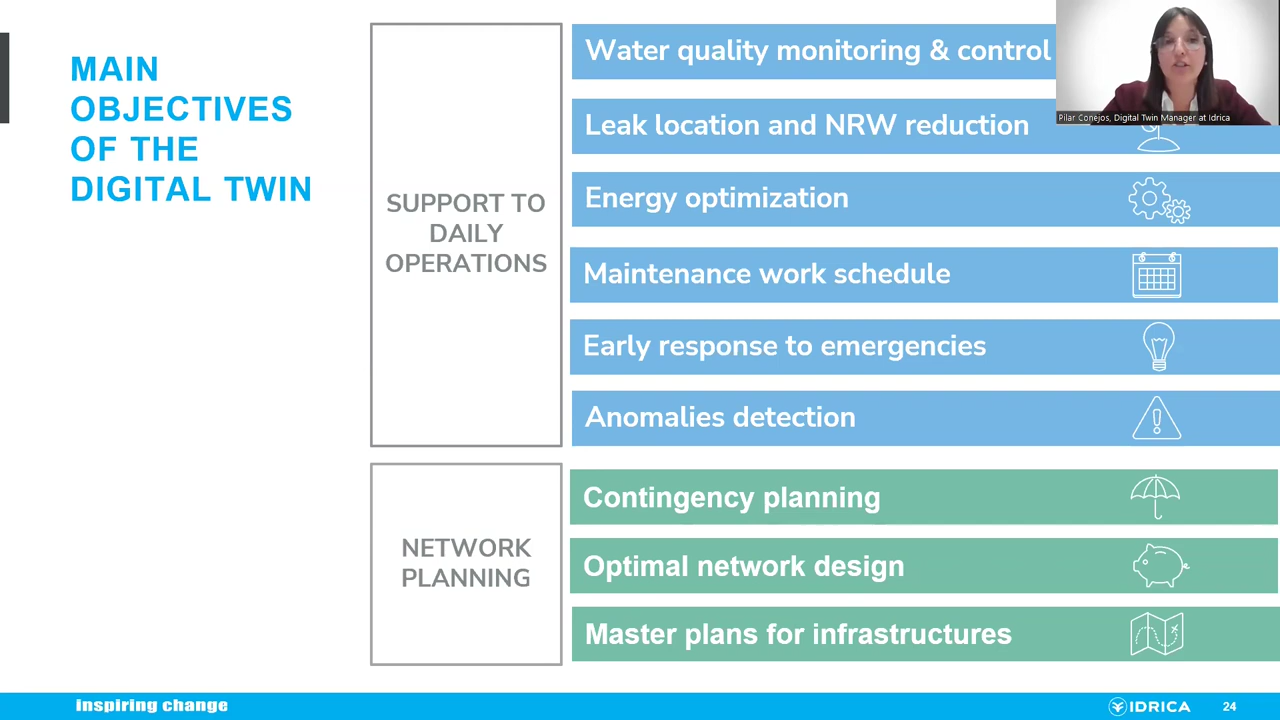 MAIN
OBJECTIVES
OF THE
DIGITAL TWIN
SUPPORT TO
DAILY
OPERATIONS
Water quality monitoring & control
Leak location and NRW reduction
Energy optimization
Maintenance work schedule
Early response to emergencies
Anomalies detection
NETWORK
PLANNING
Contingency planning
Optimal network design
Master plans for infrastructures
Pilar Conejos, Digital Twin Manager at Idrica
inspiring change
IDRICA
24